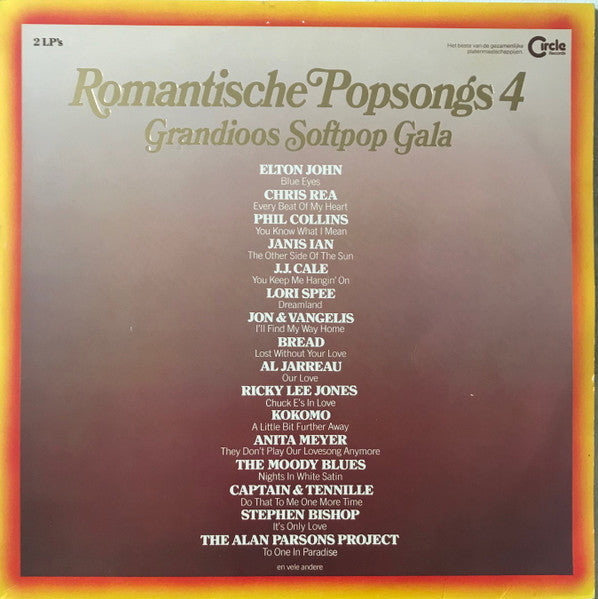 2 LP's
Het beste van de gezamenlijke
platenmaatschappijen.
Circle
Records
Romantische Popsongs 4
Grandioos Softpop Gala
ELTON JOHN
Blue Eyes
CHRIS REA
Every Beat Of My Heart
PHIL COLLINS
You Know What I Mean
JANIS IAN
The Other Side Of The Sun
J.J. CALE
You Keep Me Hangin' On
LORI SPEE
Dreamland
JON & VANGELIS
I'll Find My Way Home
BREAD
Lost Without Your Love
AL JARREAU
Our Love
RICKY LEE JONES
Chuck E's In Love
KOKOMO
A Little Bit Further Away
ANITA MEYER
They Don't Play Our Lovesong Anymore
THE MOODY BLUES
Nights In White Satin
CAPTAIN & TENNILLE
Do That To Me One More Time
STEPHEN BISHOP
It's Only Love
THE ALAN PARSONS PROJECT
To One In Paradise
en vele andere